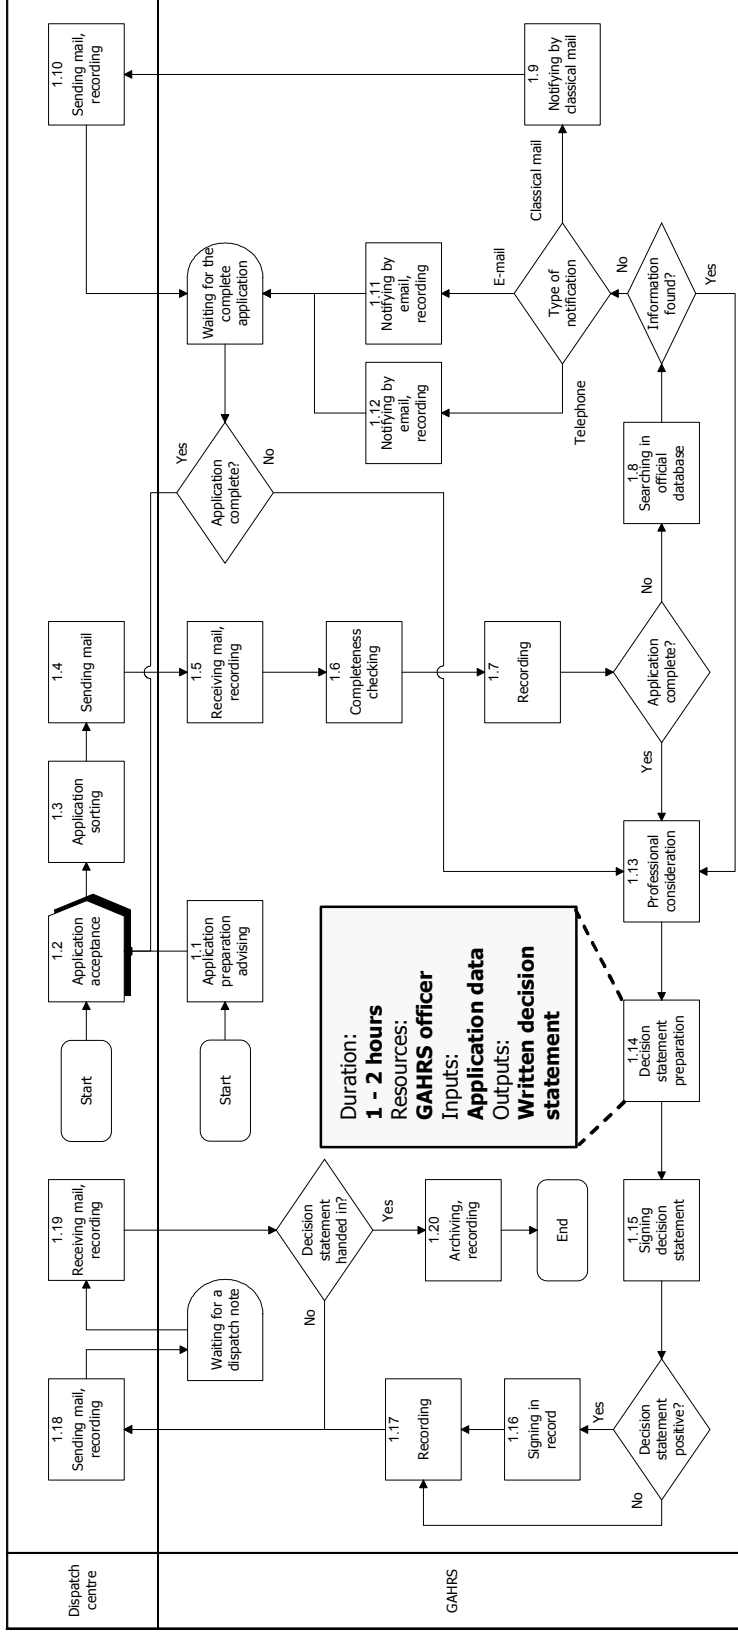 Dispatch
centre
GAHRS
1.18
Sending mail,
recording
Waiting for a
dispatch note
1.19
Receiving mail,
recording
Decision
statement
handed in?
No
Yes
1.20
Archiving,
recording
End
1.17
Recording
1.16
Signing in
record
Yes
No
Decision
statement
positive?
1.15
Signing
decision
statement
1.14
Decision
statement
preparation
Duration:
1 - 2 hours
Resources:
GAHRS officer
Inputs:
Application data
Outputs:
Written decision
statement
Start
Start
1.2
Application
acceptance
1.1
Application
preparation
advising
1.3
Application
sorting
1.4
Sending mail
1.5
Receiving mail,
recording
1.6
Completeness
checking
1.7
Recording
Application
complete?
Yes
No
1.13
Professional
consideration
1.8
Searching in
official
database
Information
found?
No
Yes
Type of
notification
Telephone
E-mail
Classical mail
1.12
Notifying by
email,
recording
1.11
Notifying by
email,
recording
1.9
Notifying by
classical mail
1.10
Sending mail,
recording
Waiting for the
complete
application
Application
complete?
Yes
No